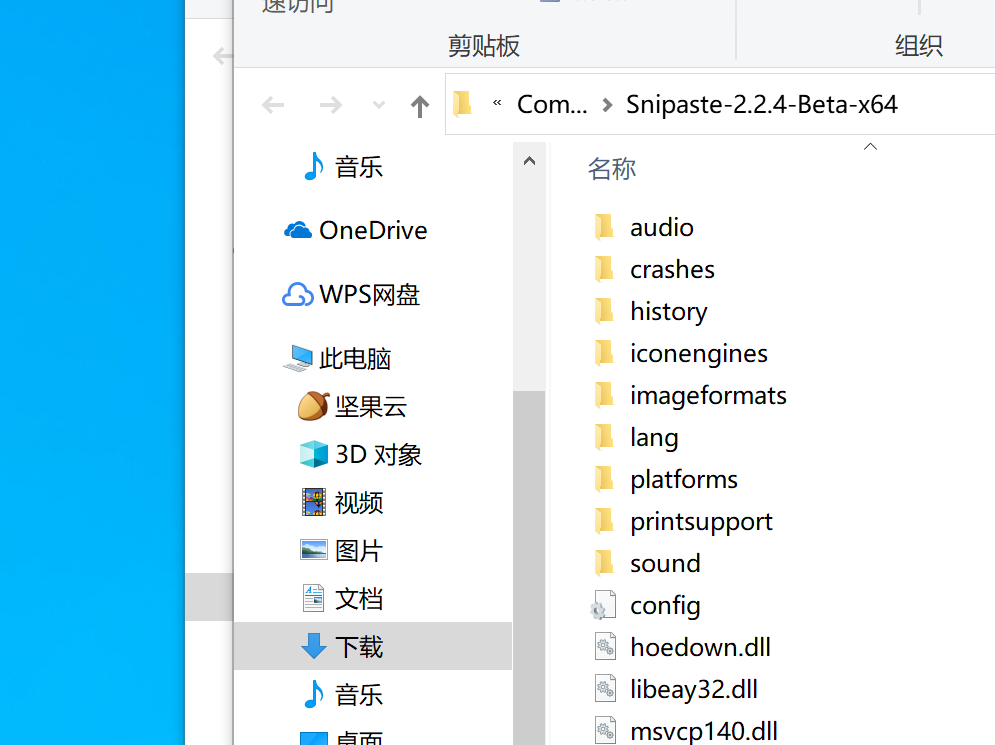 速访问
剪贴板
组织
« Com... > Snipaste-2.2.4-Beta-x64
音乐
OneDrive
WPS网盘
此电脑
坚果云
3D 对象
视频
图片
文档
下载
音乐
桌面
名称
audio
crashes
history
iconengines
imageformats
lang
platforms
printsupport
sound
config
hoedown.dll
libeay32.dll
msvcp140.dll